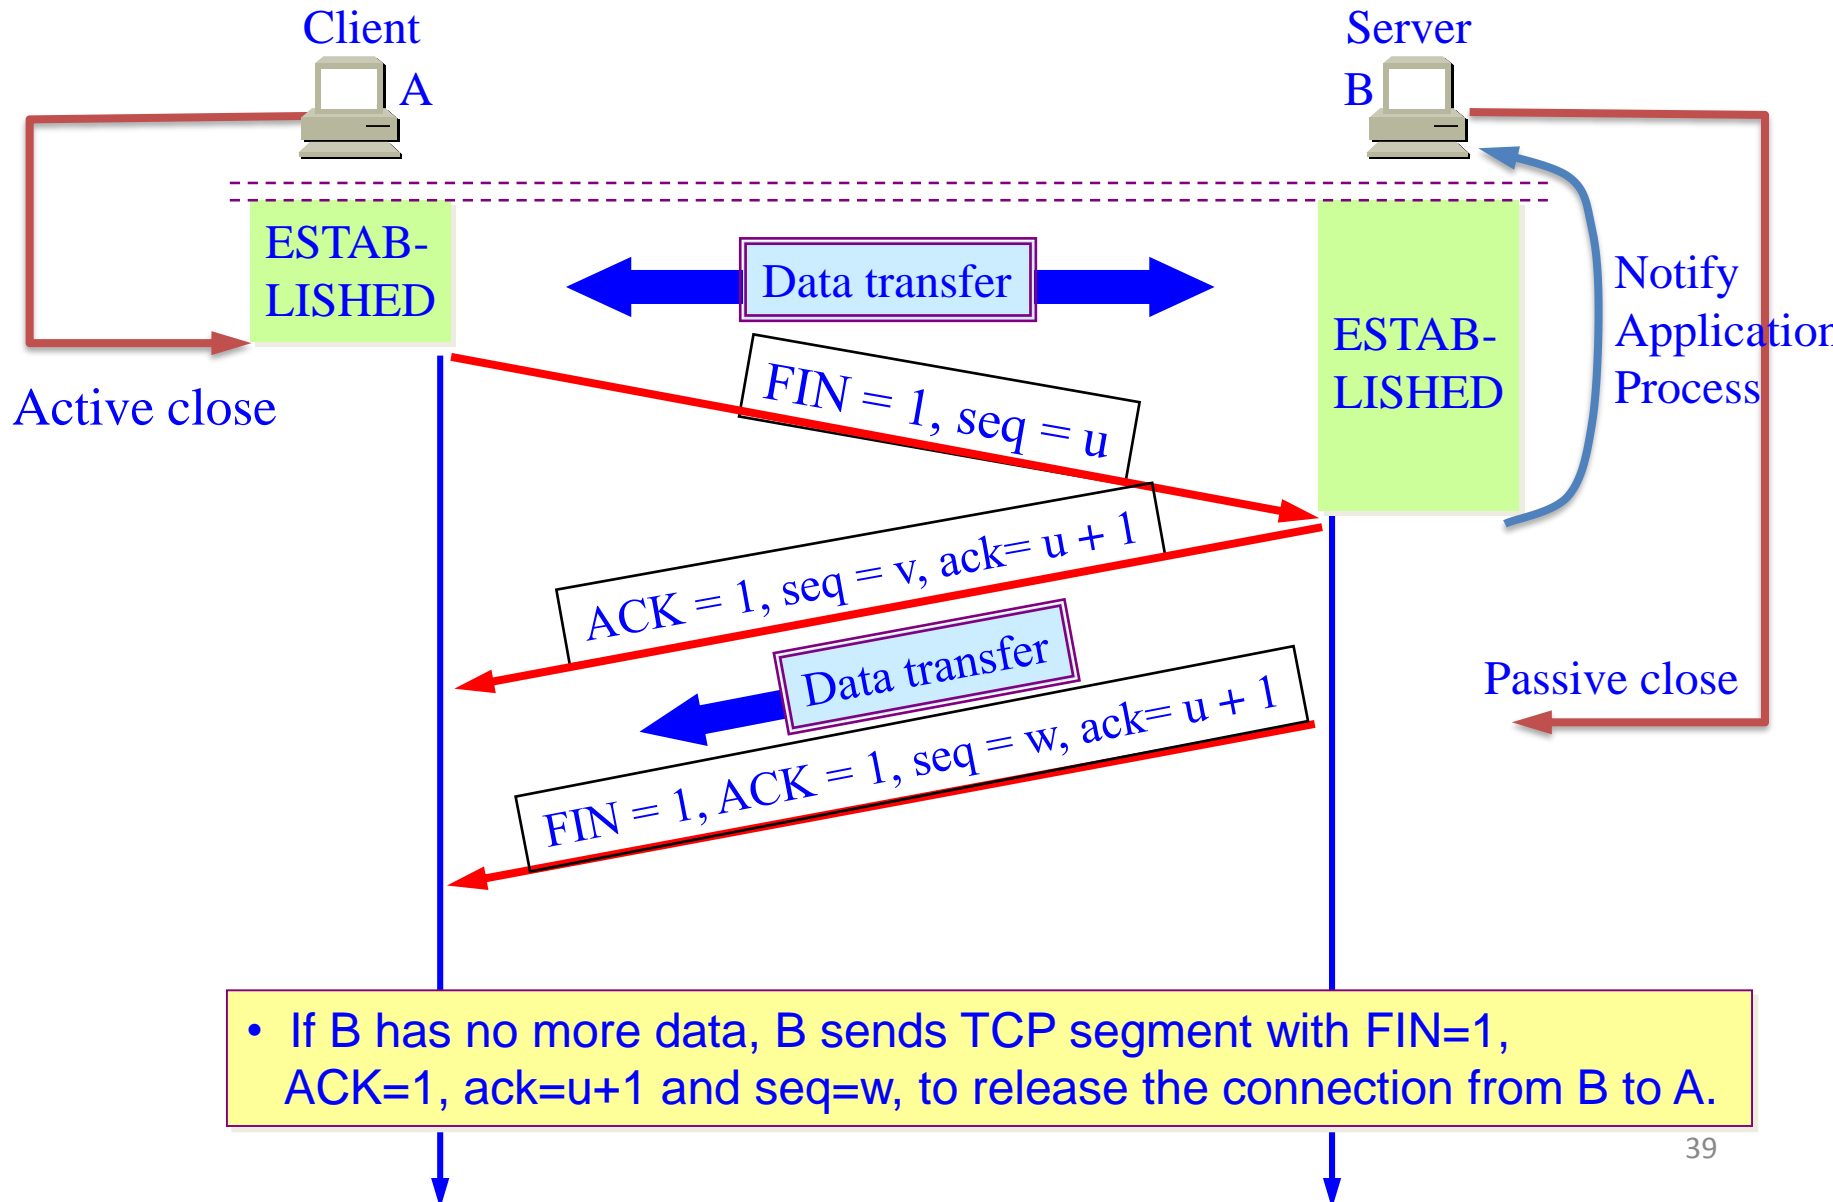 Client
A
Server
B
ESTAB-
LISHED
Data transfer
ESTAB-
LISHED
Notify
Application
Process
Active close
FIN = 1, seq = u
ACK = 1, seq = v, ack= u + 1
Data transfer
Passive close
FIN = 1, ACK = 1, seq = w, ack= u + 1
• If B has no more data, B sends TCP segment with FIN=1,
ACK=1, ack=u+1 and seq=w, to release the connection from B to A.
39